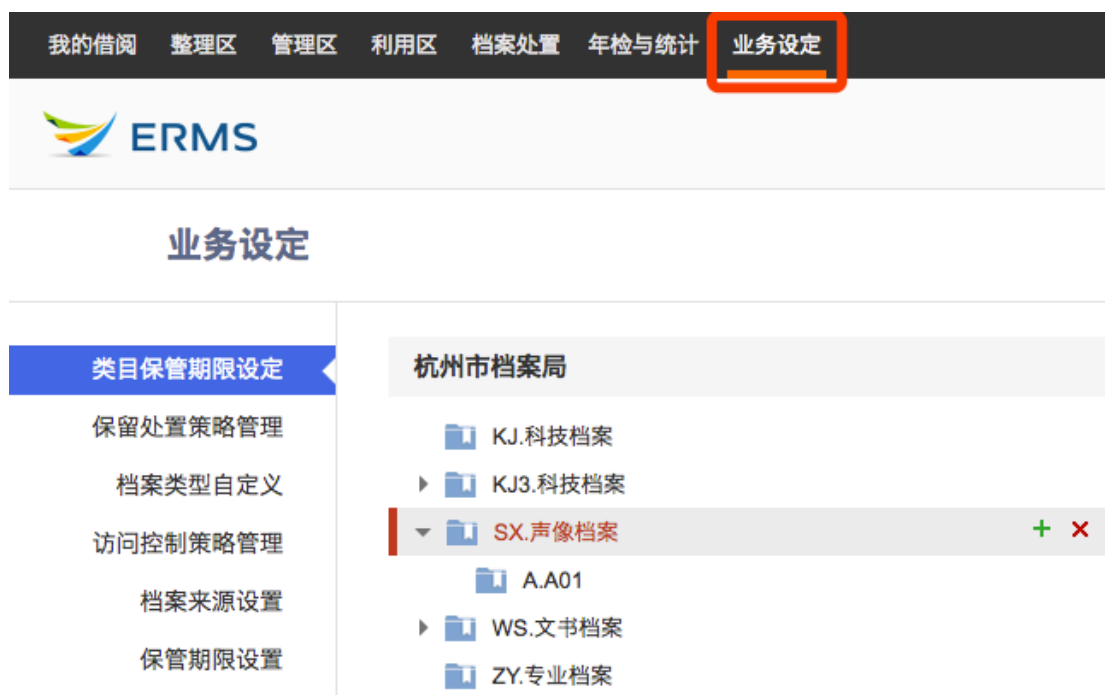 我的借阅 整理区 管理区 利用区 档案处置 年检与统计 业务设定
ERMS
业务设定
类目保管期限设定
保留处置策略管理
档案类型自定义
访问控制策略管理
档案来源设置
保管期限设置
杭州市档案局
KJ.科技档案
KJ3.科技档案
SX.声像档案
A.A01
WS.文书档案
ZY.专业档案